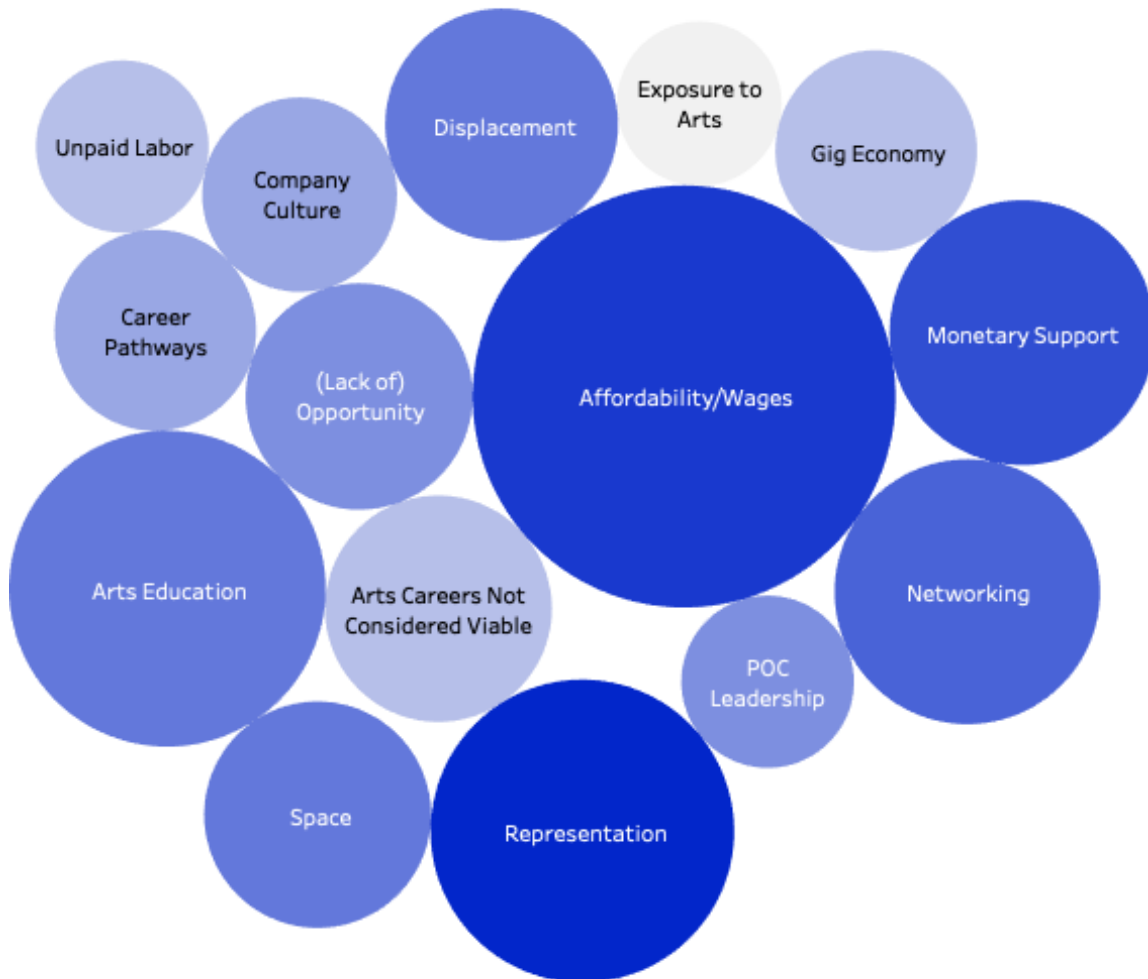 Exposure to
Arts
Displacement
Unpaid Labor
Gig Economy
Company
Culture
Career
Pathways
Monetary Support
(Lack of)
Opportunity
Affordability/Wages
Arts Education
Arts Careers Not
Considered Viable
Networking
POC
Leadership
Space
Representation